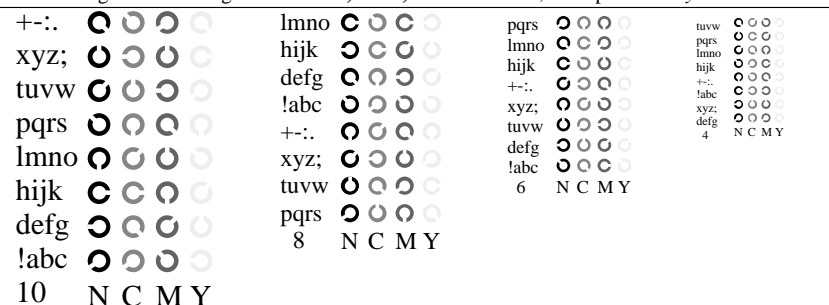 +-:.
xyz;
tuvw
pqrs
lmno
hijk
defg
!abc
10 N C M Y
lmno
hijk
defg
!abc
+-:.
xyz;
tuvw
pqrs
8 N C M Y
pqrs
lmno
hijk
+-:.
xyz;
tuvw
defg
!abc
6 N C M Y
tuvw
pqrs
lmno
hijk
+-:.
!abc
xyz;
defg
4 N C M Y